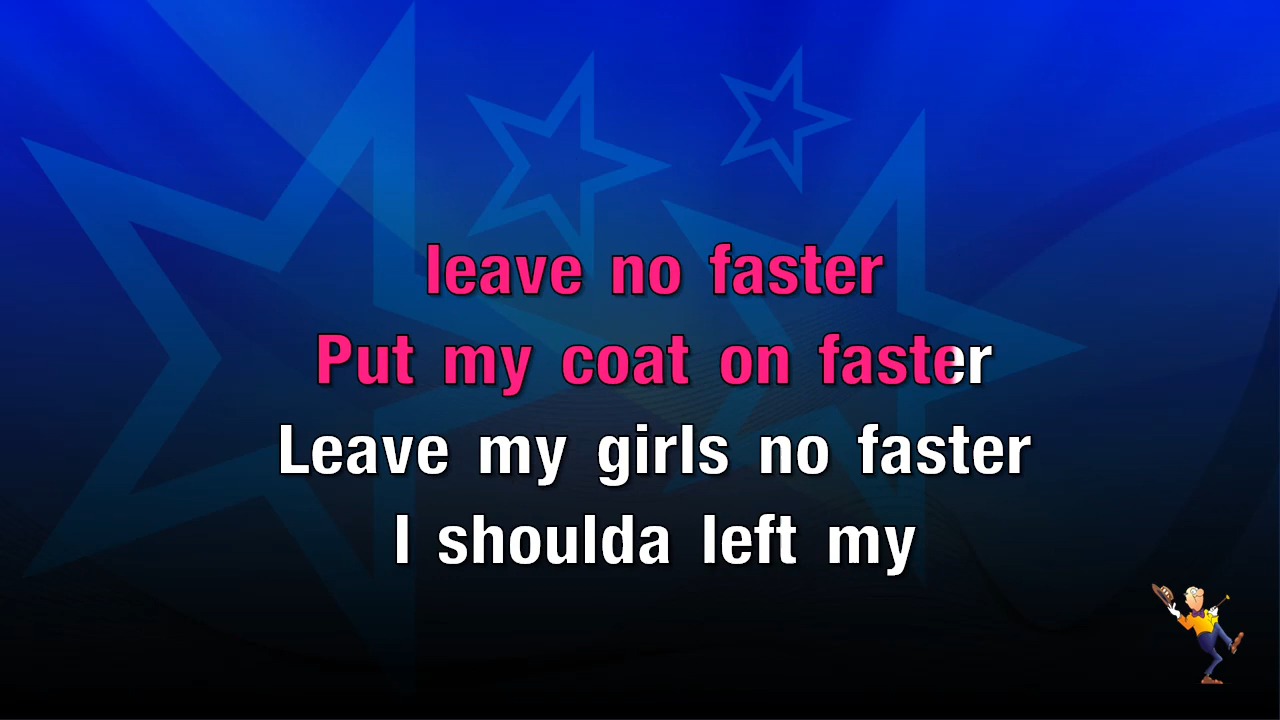 leave no faster
Put my coat on faster
Leave my girls no faster
I shoulda left my